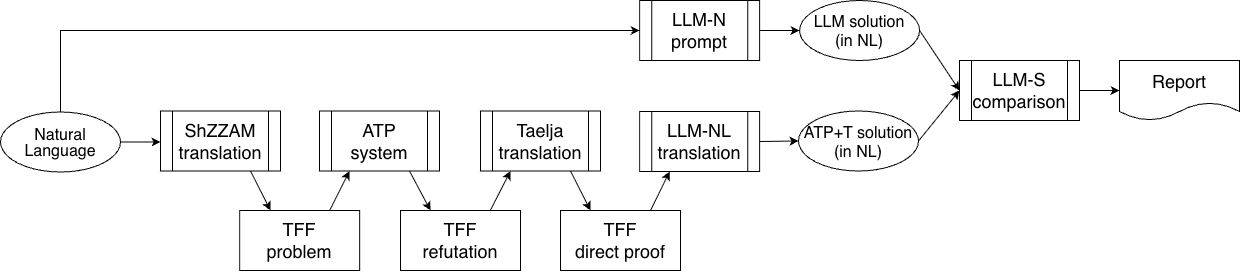 LLM-N
prompt
LLM solution
(in NL)
LLM-S
comparison
Report
Natural
Language
ShZZAM
translation
ATP
system
Taelja
translation
LLM-NL
translation
ATP+T solution
(in NL)
TFF
problem
TFF
refutation
TFF
direct proof